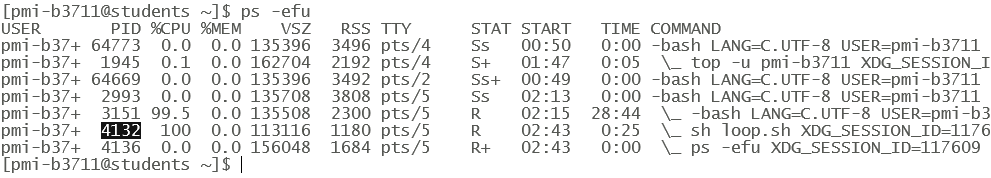 [pmi-b3711@students ~]$ ps -efu
USER       PID %CPU %MEM    VSZ   RSS TTY      STAT START   TIME COMMAND
pmi-b37+ 64773  0.0  0.0 135396  3496 pts/4    Ss   00:50   0:00 -bash LANG=C.UTF-8 USER=pmi-b3711
pmi-b37+  1945  0.1  0.0 162704  2192 pts/4    S+   01:47   0:05  \_ top -u pmi-b3711 XDG_SESSION_I
pmi-b37+ 64669  0.0  0.0 135396  3492 pts/2    Ss+  00:49   0:00 -bash LANG=C.UTF-8 USER=pmi-b3711
pmi-b37+  2993  0.0  0.0 135708  3808 pts/5    Ss   02:13   0:00 -bash LANG=C.UTF-8 USER=pmi-b3711
pmi-b37+  3151 99.5  0.0 135508  2300 pts/5    R    02:15  28:44  \_ -bash LANG=C.UTF-8 USER=pmi-b3
pmi-b37+  4132  100  0.0 113116  1180 pts/5    R    02:43   0:25  \_ sh loop.sh XDG_SESSION_ID=1176
pmi-b37+  4136  0.0  0.0 156048  1684 pts/5    R+   02:43   0:00  \_ ps -efu XDG_SESSION_ID=117609
[pmi-b3711@students ~]$